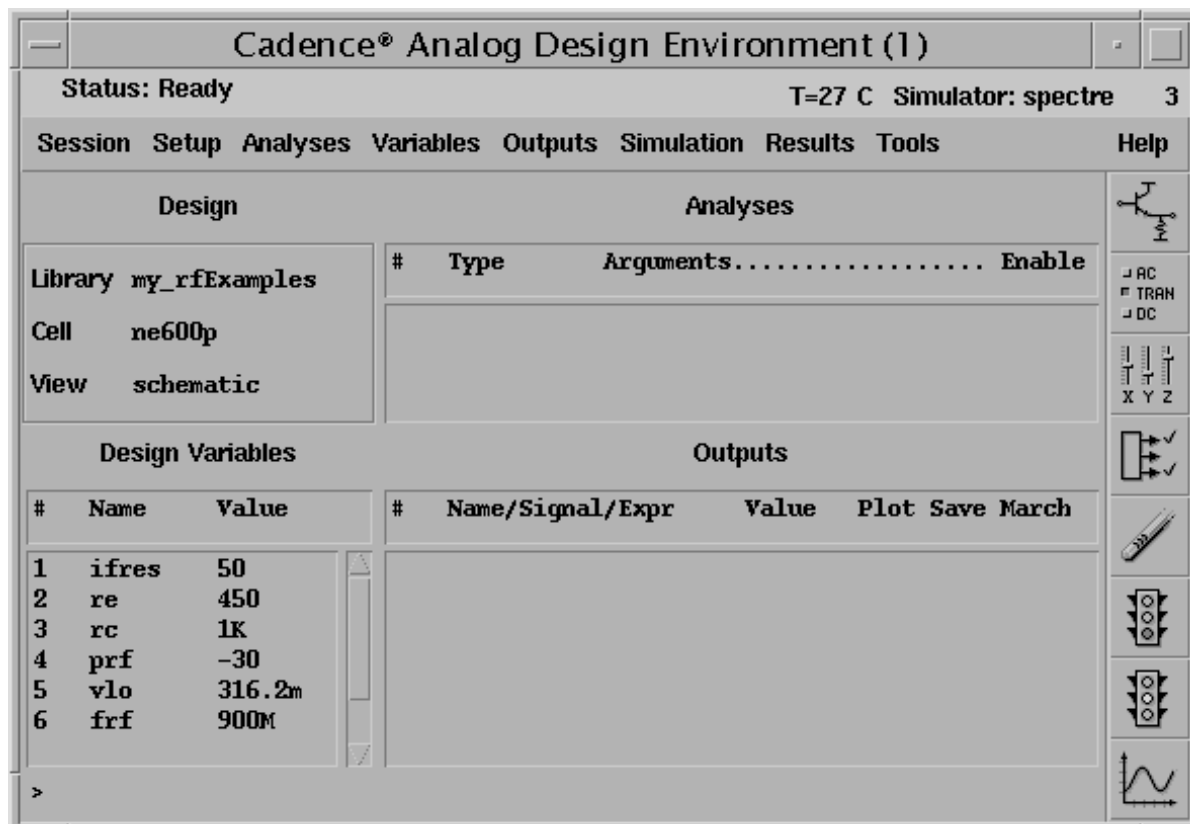 Cadence® Analog Design Environment (1)
Status: Ready T=27 C Simulator: spectre 3
Session Setup Analyses Variables Outputs Simulation Results Tools Help
Design Analyses
Library my_rfExamples
Cell ne600p
View schematic
# Type Arguments................... Enable
AC
TRAN
DC
X Y Z
Design Variables Outputs
# Name Value # Name/Signal/Expr Value Plot Save March
1 ifres 50
2 re 450
3 rc 1K
4 prf -30
5 vlo 316.2m
6 frf 900M
>